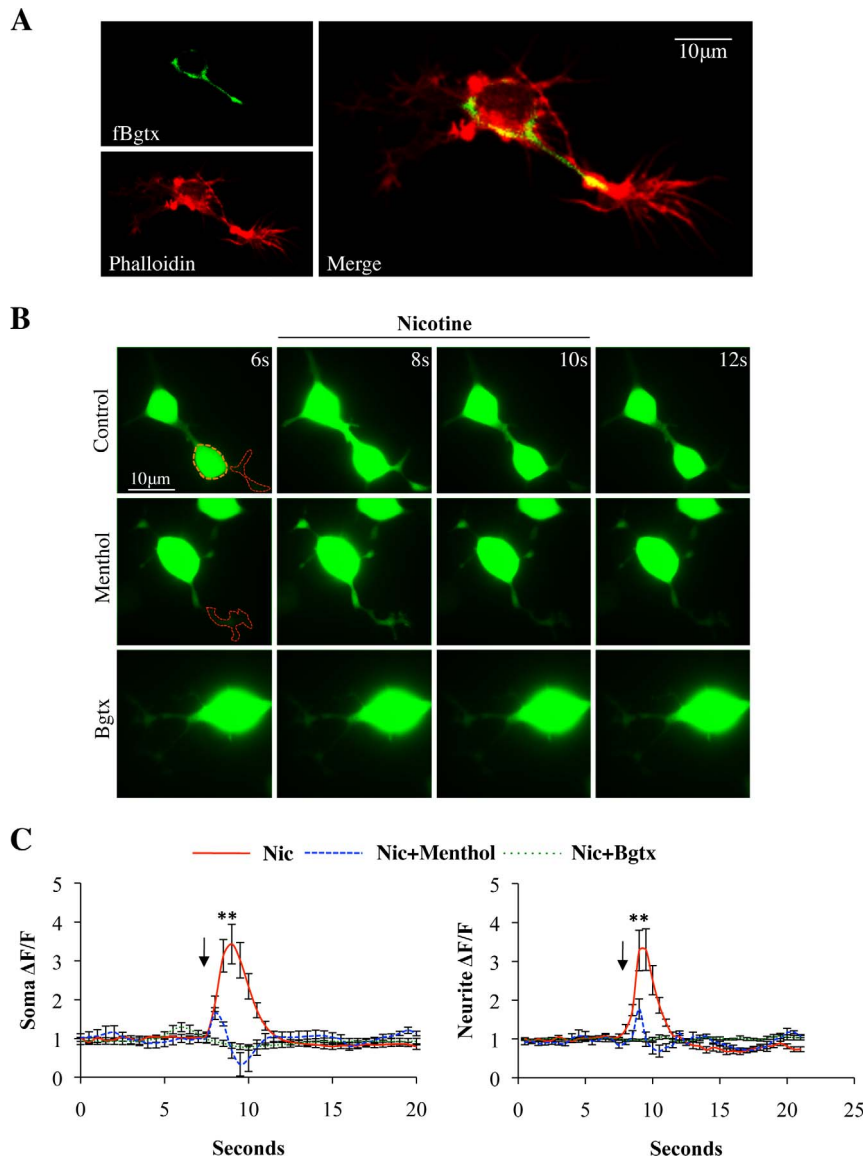 A
fBgtx
Phalloidin
Merge
10µm
B
Nicotine
6s
8s
10s
12s
Control
10µm
Menthol
Bgtx
C
Nic
Nic+Menthol
Nic+Bgtx
Soma ΔF/F
5
4
3
2
1
0
**
0 5 10 15 20
Seconds
Neurite ΔF/F
5
4
3
2
1
0
**
0 5 10 15 20 25
Seconds